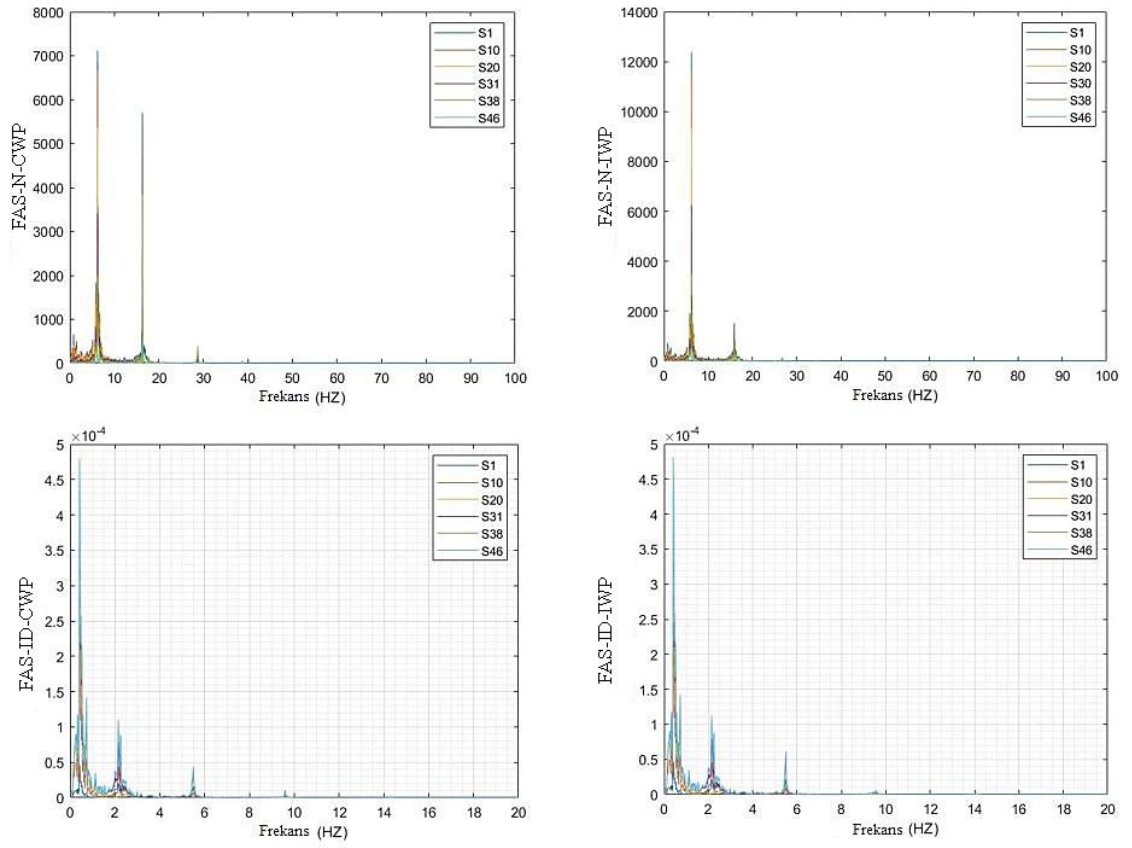 8000
7000
6000
5000
4000
3000
2000
1000
0
FAS-N-CWP
S1
S10
S20
S31
S38
S46
0 10 20 30 40 50 60 70 80 90 100
Frekans (HZ)
14000
12000
10000
8000
6000
4000
2000
0
FAS-N-IWP
S1
S10
S20
S30
S38
S46
0 10 20 30 40 50 60 70 80 90 100
Frekans (HZ)
×10-4
5
4.5
4
3.5
3
2.5
2
1.5
1
0.5
0
FAS-ID-CWP
S1
S10
S20
S31
S38
S46
0 2 4 6 8 10 12 14 16 18 20
Frekans (HZ)
×10-4
5
4.5
4
3.5
3
2.5
2
1.5
1
0.5
0
FAS-ID-IWP
S1
S10
S20
S31
S38
S46
0 2 4 6 8 10 12 14 16 18 20
Frekans (HZ)